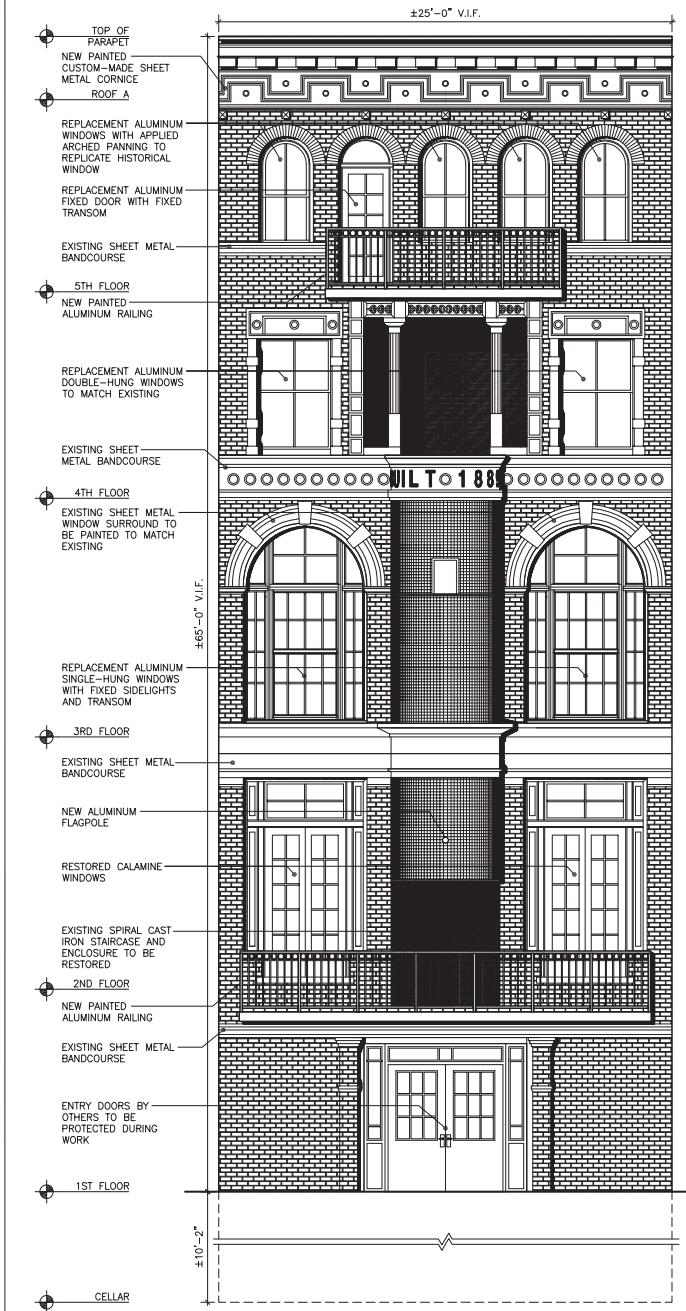 ±25'-0" V.I.F.
TOP OF
PARAPET
NEW PAINTED
CUSTOM-MADE SHEET
METAL CORNICE
ROOF A
REPLACEMENT ALUMINUM
WINDOWS WITH APPLIED
ARCHED PANNING TO
REPLICATE HISTORICAL
WINDOW
REPLACEMENT ALUMINUM
FIXED DOOR WITH FIXED
TRANSOM
EXISTING SHEET METAL
BANDCOURSE
5TH FLOOR
NEW PAINTED
ALUMINUM RAILING
REPLACEMENT ALUMINUM
DOUBLE-HUNG WINDOWS
TO MATCH EXISTING
EXISTING SHEET
METAL BANDCOURSE
UILT 188
4TH FLOOR
EXISTING SHEET METAL
WINDOW SURROUND TO
BE PAINTED TO MATCH
EXISTING
±65'-0" V.I.F.
REPLACEMENT ALUMINUM
SINGLE-HUNG WINDOWS
WITH FIXED SIDELIGHTS
AND TRANSOM
3RD FLOOR
EXISTING SHEET METAL
BANDCOURSE
NEW ALUMINUM
FLAGPOLE
RESTORED CALAMINE
WINDOWS
EXISTING SPIRAL CAST
IRON STAIRCASE AND
ENCLOSURE TO BE
RESTORED
2ND FLOOR
NEW PAINTED
ALUMINUM RAILING
EXISTING SHEET METAL
BANDCOURSE
ENTRY DOORS BY
OTHERS TO BE
PROTECTED DURING
WORK
1ST FLOOR
±10'-2"
CELLAR